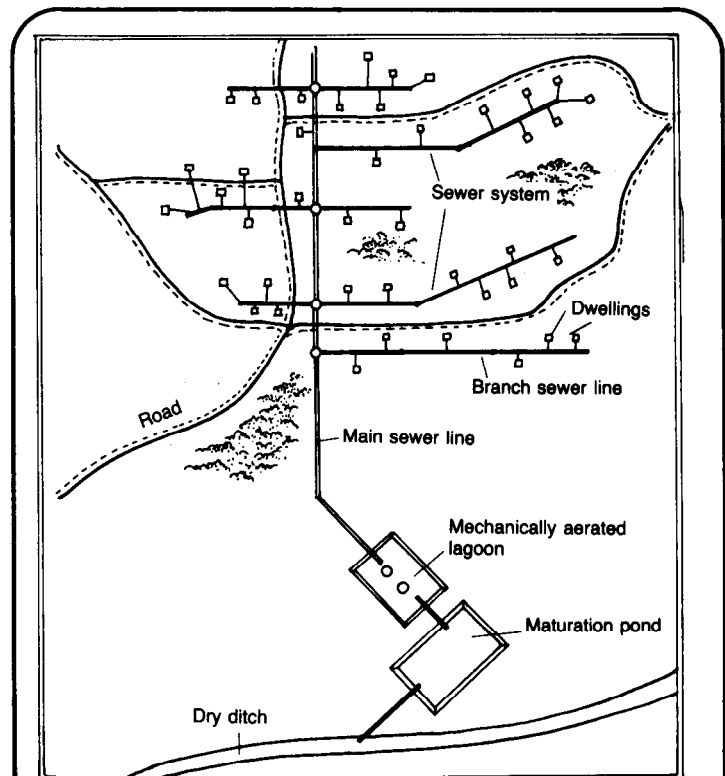 Sewer system
Dwellings
Branch sewer line
Road
Main sewer line
Mechanically aerated
lagoon
Maturation pond
Dry ditch